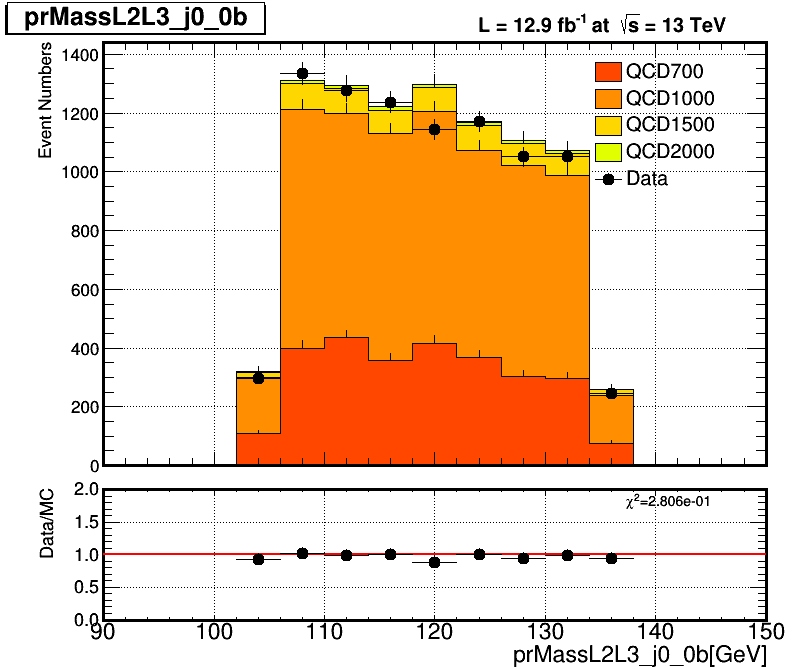 prMassL2L3_j0_0b
L = 12.9 fb⁻¹ at √s = 13 TeV
Event Numbers
1400
1200
1000
800
600
400
200
0
QCD700
QCD1000
QCD1500
QCD2000
Data
Data/MC
2.0
1.5
1.0
0.5
0.0
χ²=2.806e-01
90 100 110 120 130 140 150
prMassL2L3_j0_0b[GeV]